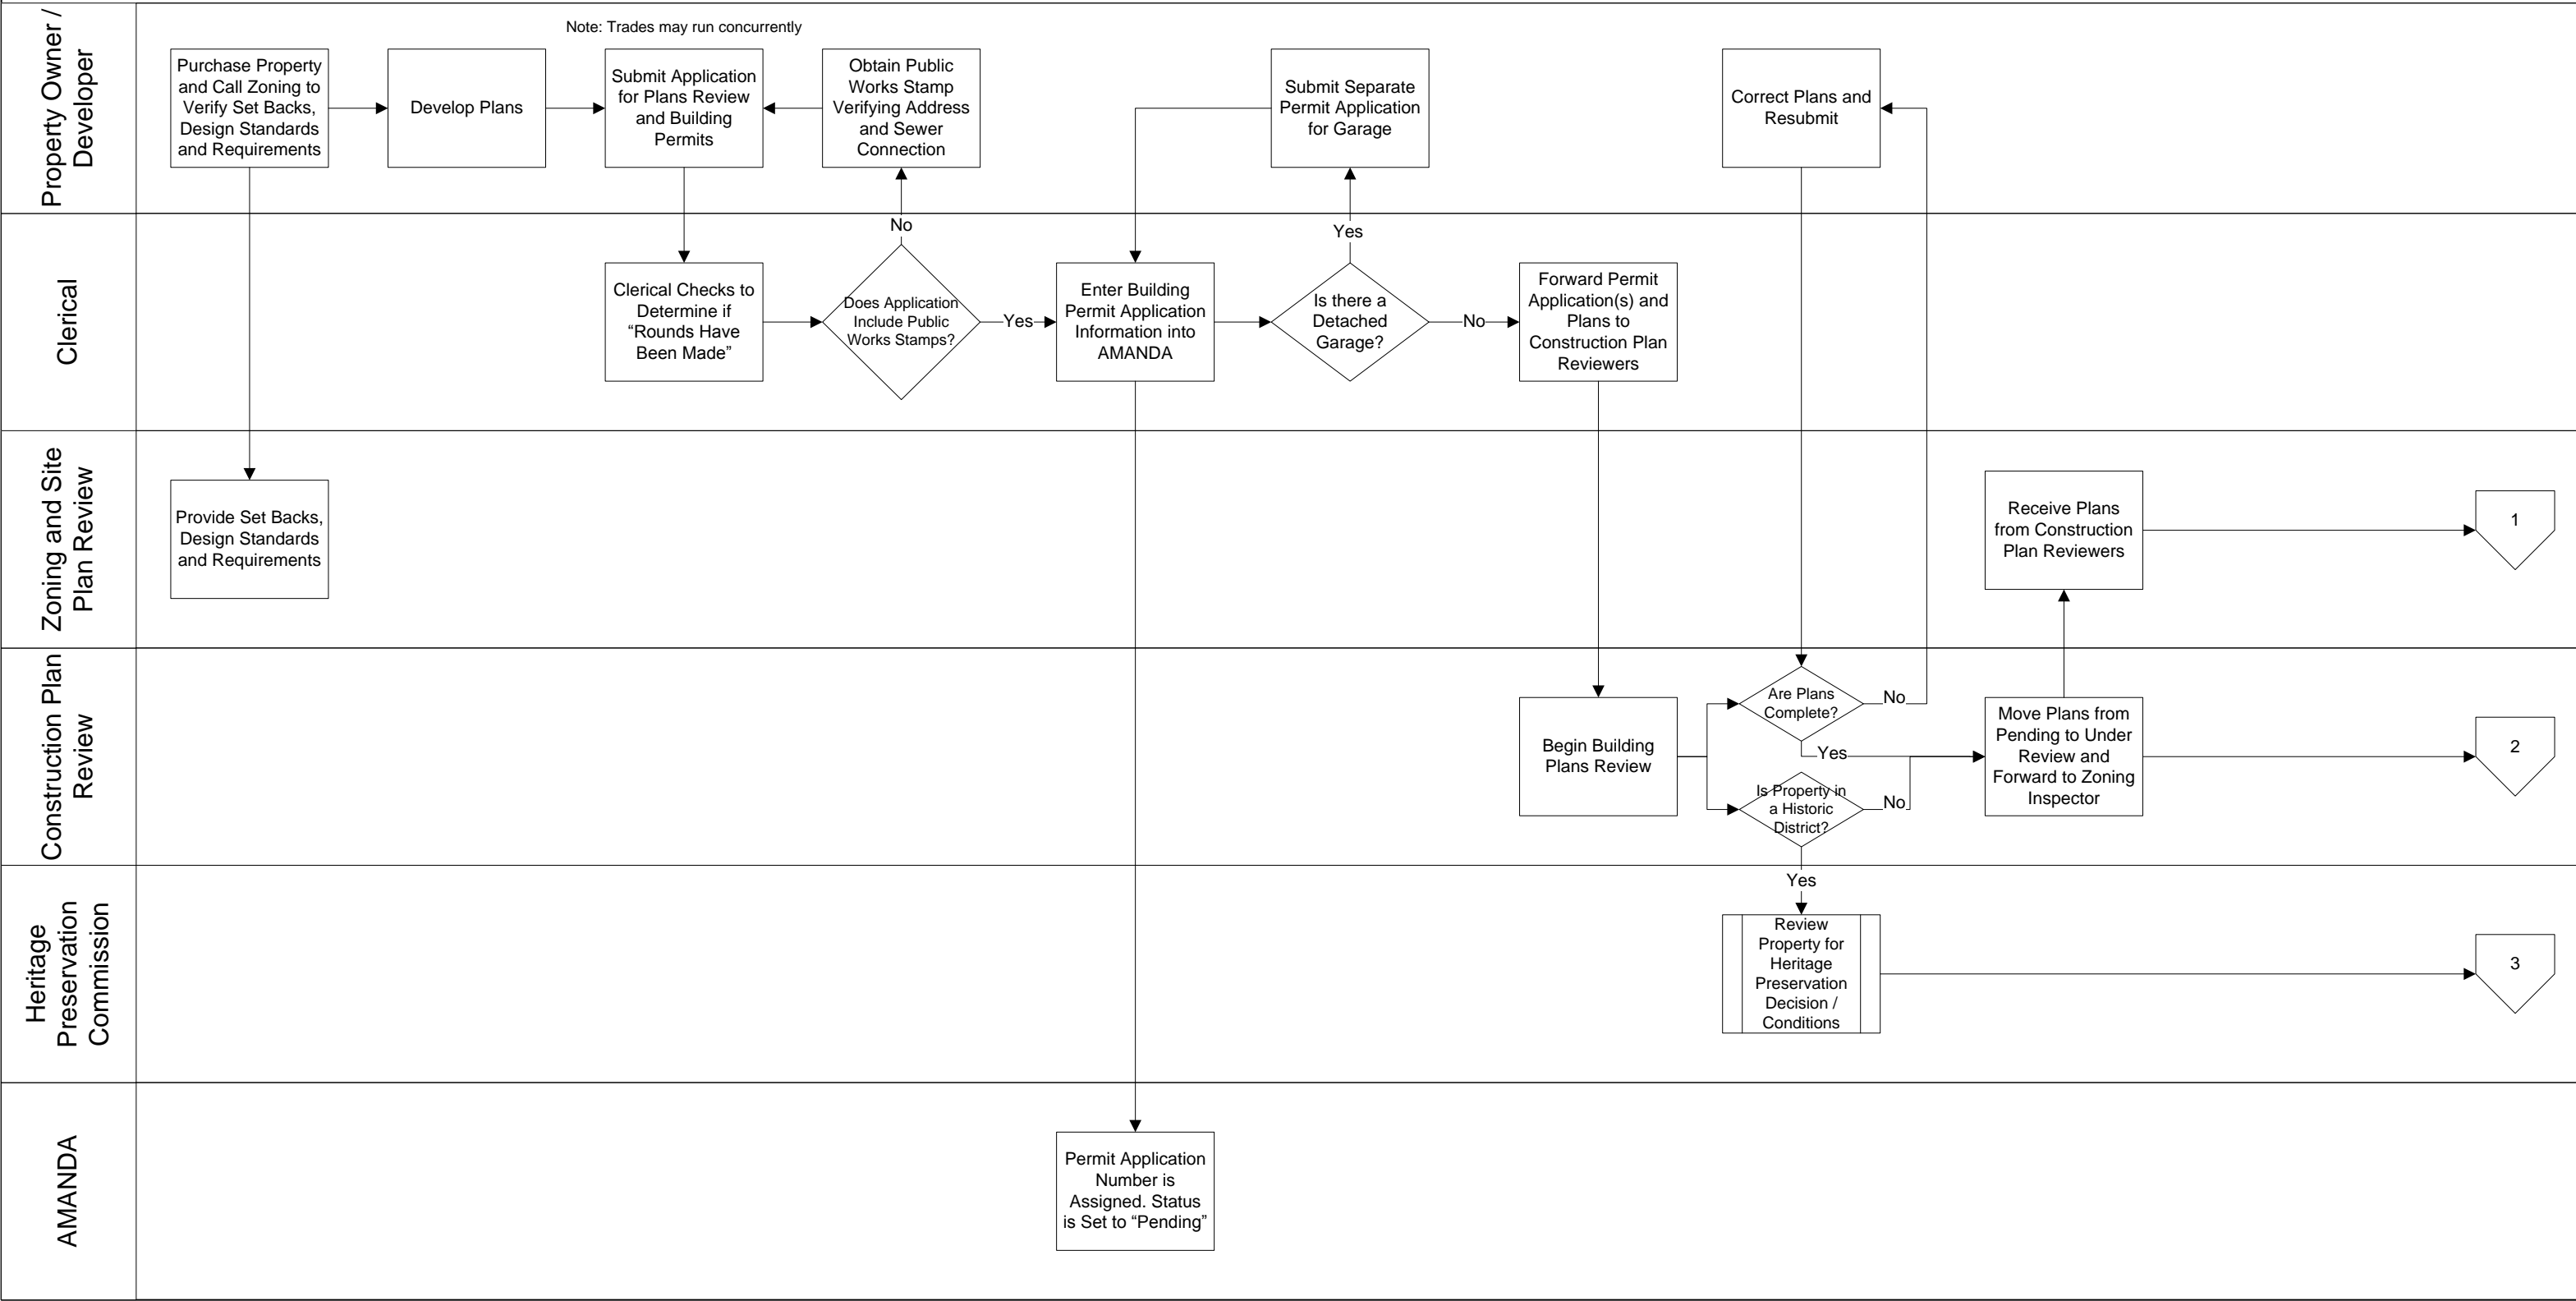 Property Owner /
Developer
Note: Trades may run concurrently
Purchase Property
and Call Zoning to
Verify Set Backs,
Design Standards
and Requirements
Develop Plans
Submit Application
for Plans Review
and Building
Permits
Obtain Public
Works Stamp
Verifying Address
and Sewer
Connection
Submit Separate
Permit Application
for Garage
Correct Plans and
Resubmit
Clerical
No
Yes
Clerical Checks to
Determine if
“Rounds Have
Been Made”
Does Application
Include Public
Works Stamps?
Yes
Enter Building
Permit Application
Information into
AMANDA
Is there a
Detached
Garage?
No
Forward Permit
Application(s) and
Plans to
Construction Plan
Reviewers
Zoning and Site
Plan Review
Provide Set Backs,
Design Standards
and Requirements
Receive Plans
from Construction
Plan Reviewers
1
Construction Plan
Review
Begin Building
Plans Review
Are Plans
Complete?
No
Yes
Is Property in
a Historic
District?
No
Move Plans from
Pending to Under
Review and
Forward to Zoning
Inspector
2
Heritage
Preservation
Commission
Yes
Review
Property for
Heritage
Preservation
Decision /
Conditions
3
AMANDA
Permit Application
Number is
Assigned. Status
is Set to “Pending”